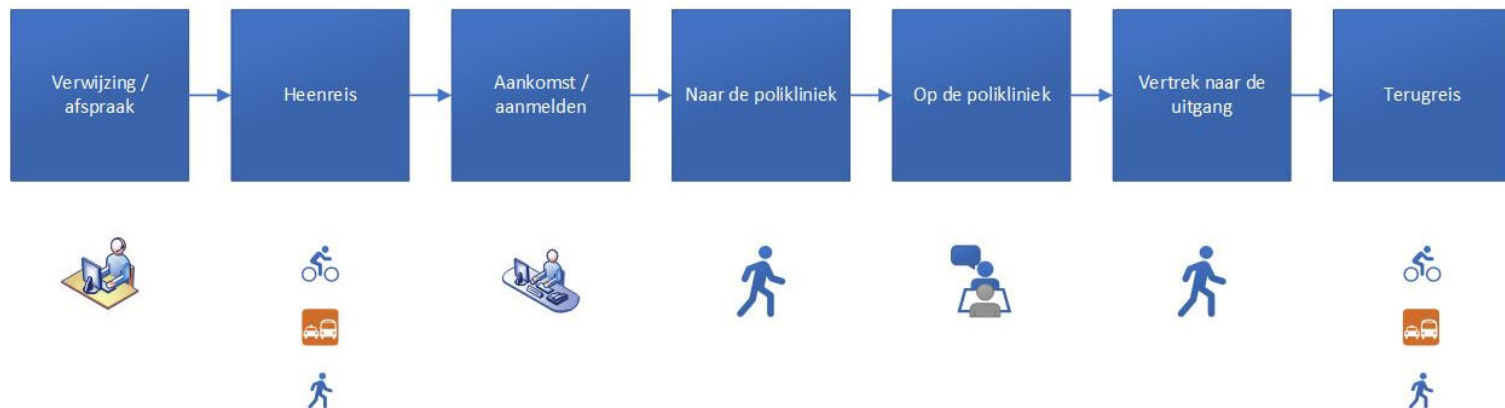 Verwijzing /
afspraak
Heenreis
Aankomst /
aanmelden
Naar de polikliniek
Op de polikliniek
Vertrek naar de
uitgang
Terugreis